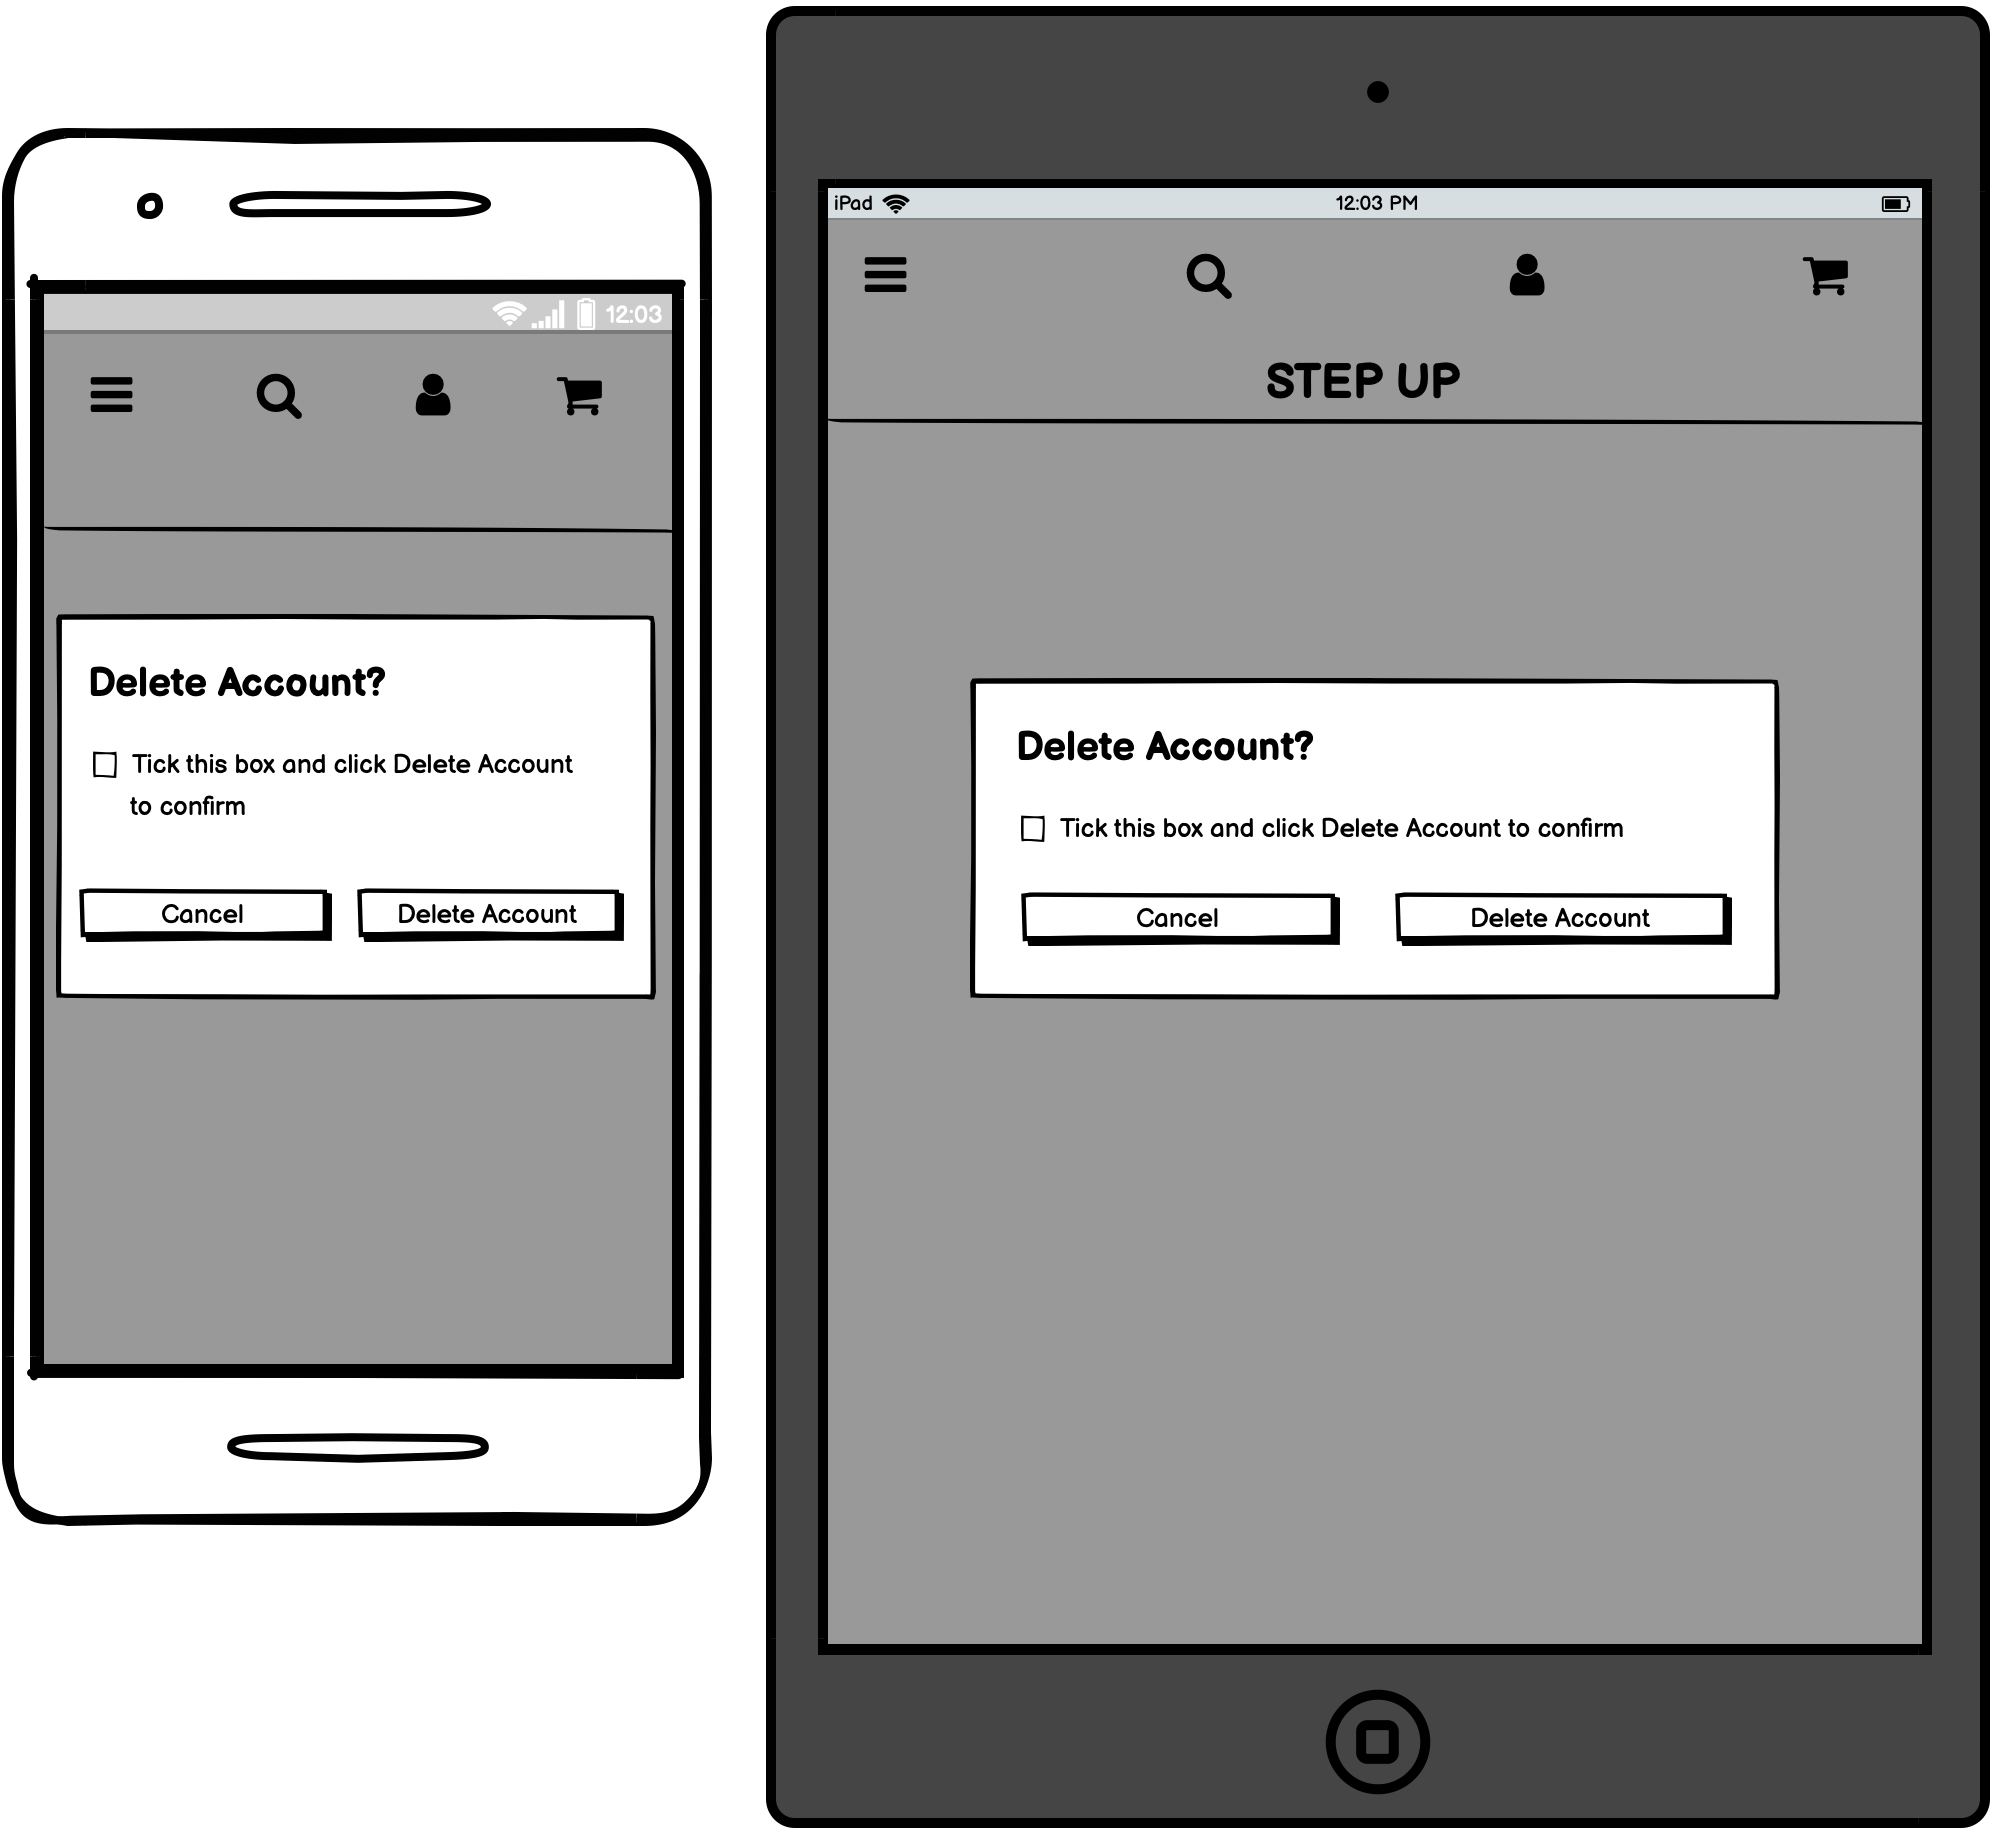 12:03
Delete Account?
Tick this box and click Delete Account
to confirm
Cancel
Delete Account
iPad
12:03 PM
STEP UP
Delete Account?
Tick this box and click Delete Account to confirm
Cancel
Delete Account